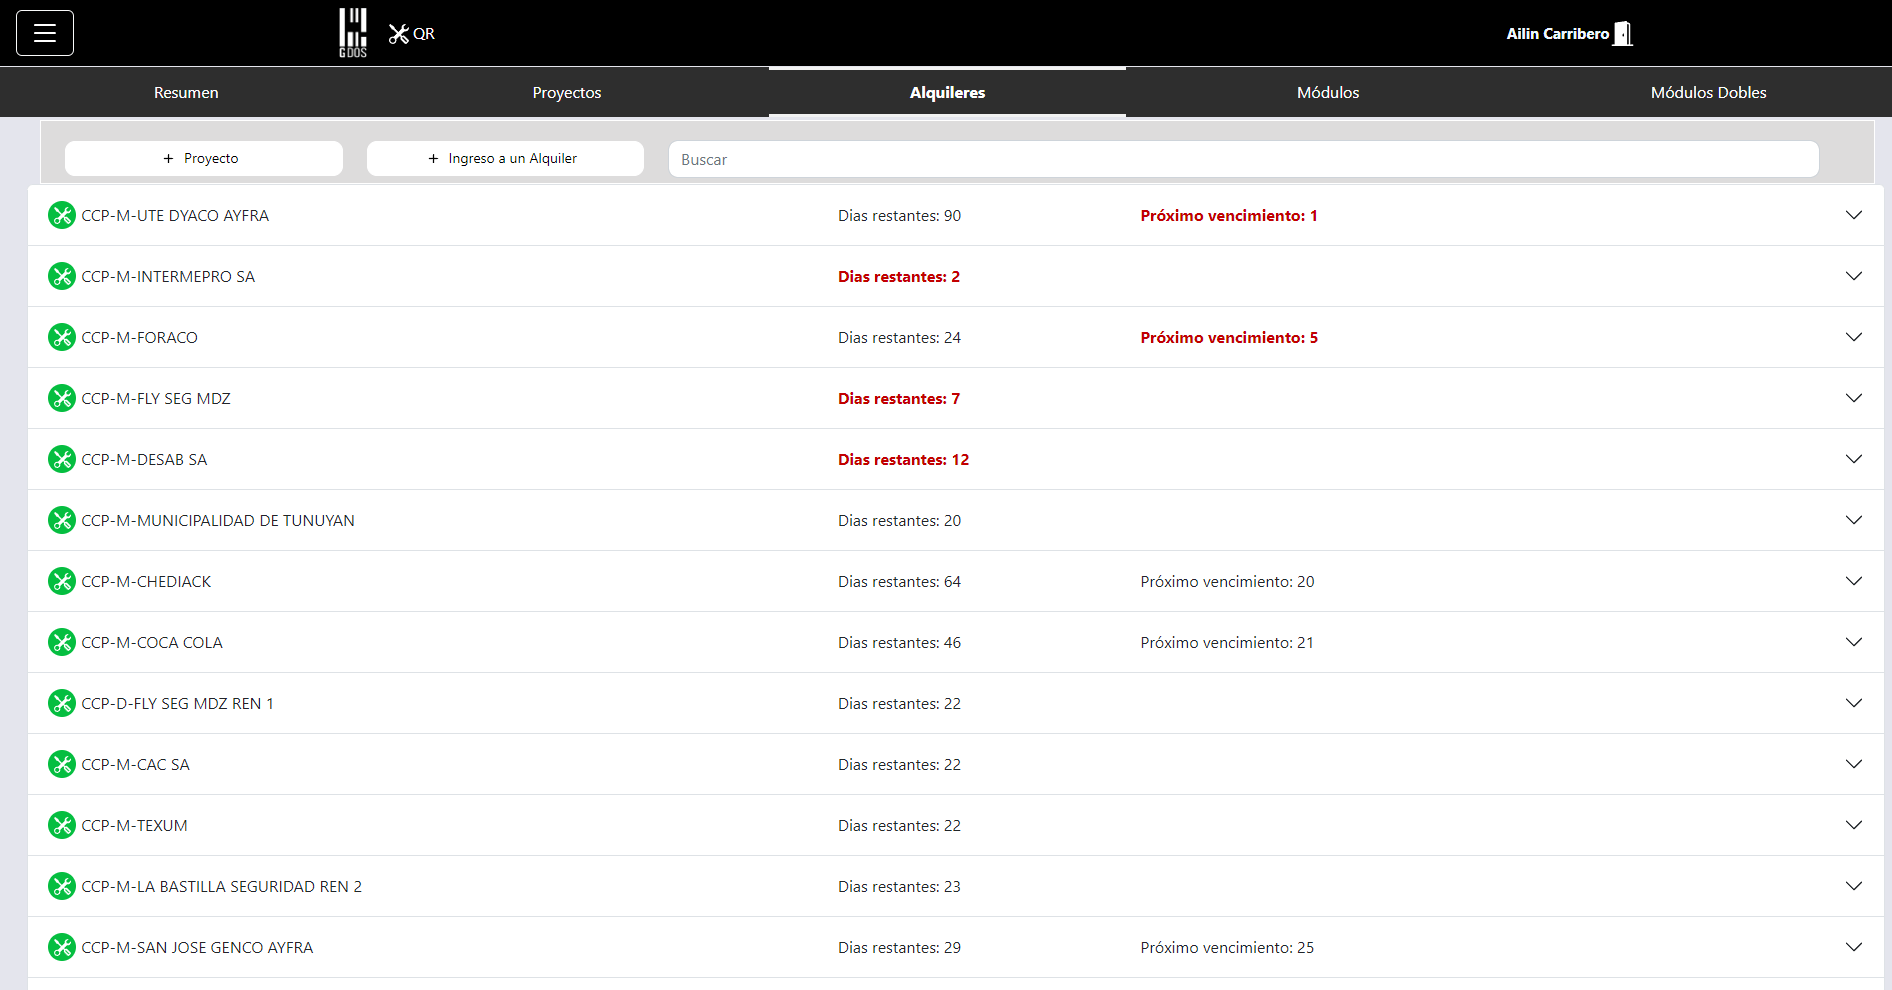 GDOS
QR
Ailin Carribero
Resumen
Proyectos
Alquileres
Módulos
Módulos Dobles
+ Proyecto
+ Ingreso a un Alquiler
Buscar
CCP-M-UTE DYACO AYFRA Dias restantes: 90 Próximo vencimiento: 1
CCP-M-INTERMEPRO SA Dias restantes: 2
CCP-M-FORACO Dias restantes: 24 Próximo vencimiento: 5
CCP-M-FLY SEG MDZ Dias restantes: 7
CCP-M-DESAB SA Dias restantes: 12
CCP-M-MUNICIPALIDAD DE TUNUYAN Dias restantes: 20
CCP-M-CHEDIACK Dias restantes: 64 Próximo vencimiento: 20
CCP-M-COCA COLA Dias restantes: 46 Próximo vencimiento: 21
CCP-D-FLY SEG MDZ REN 1 Dias restantes: 22
CCP-M-CAC SA Dias restantes: 22
CCP-M-TEXUM Dias restantes: 22
CCP-M-LA BASTILLA SEGURIDAD REN 2 Dias restantes: 23
CCP-M-SAN JOSE GENCO AYFRA Dias restantes: 29 Próximo vencimiento: 25